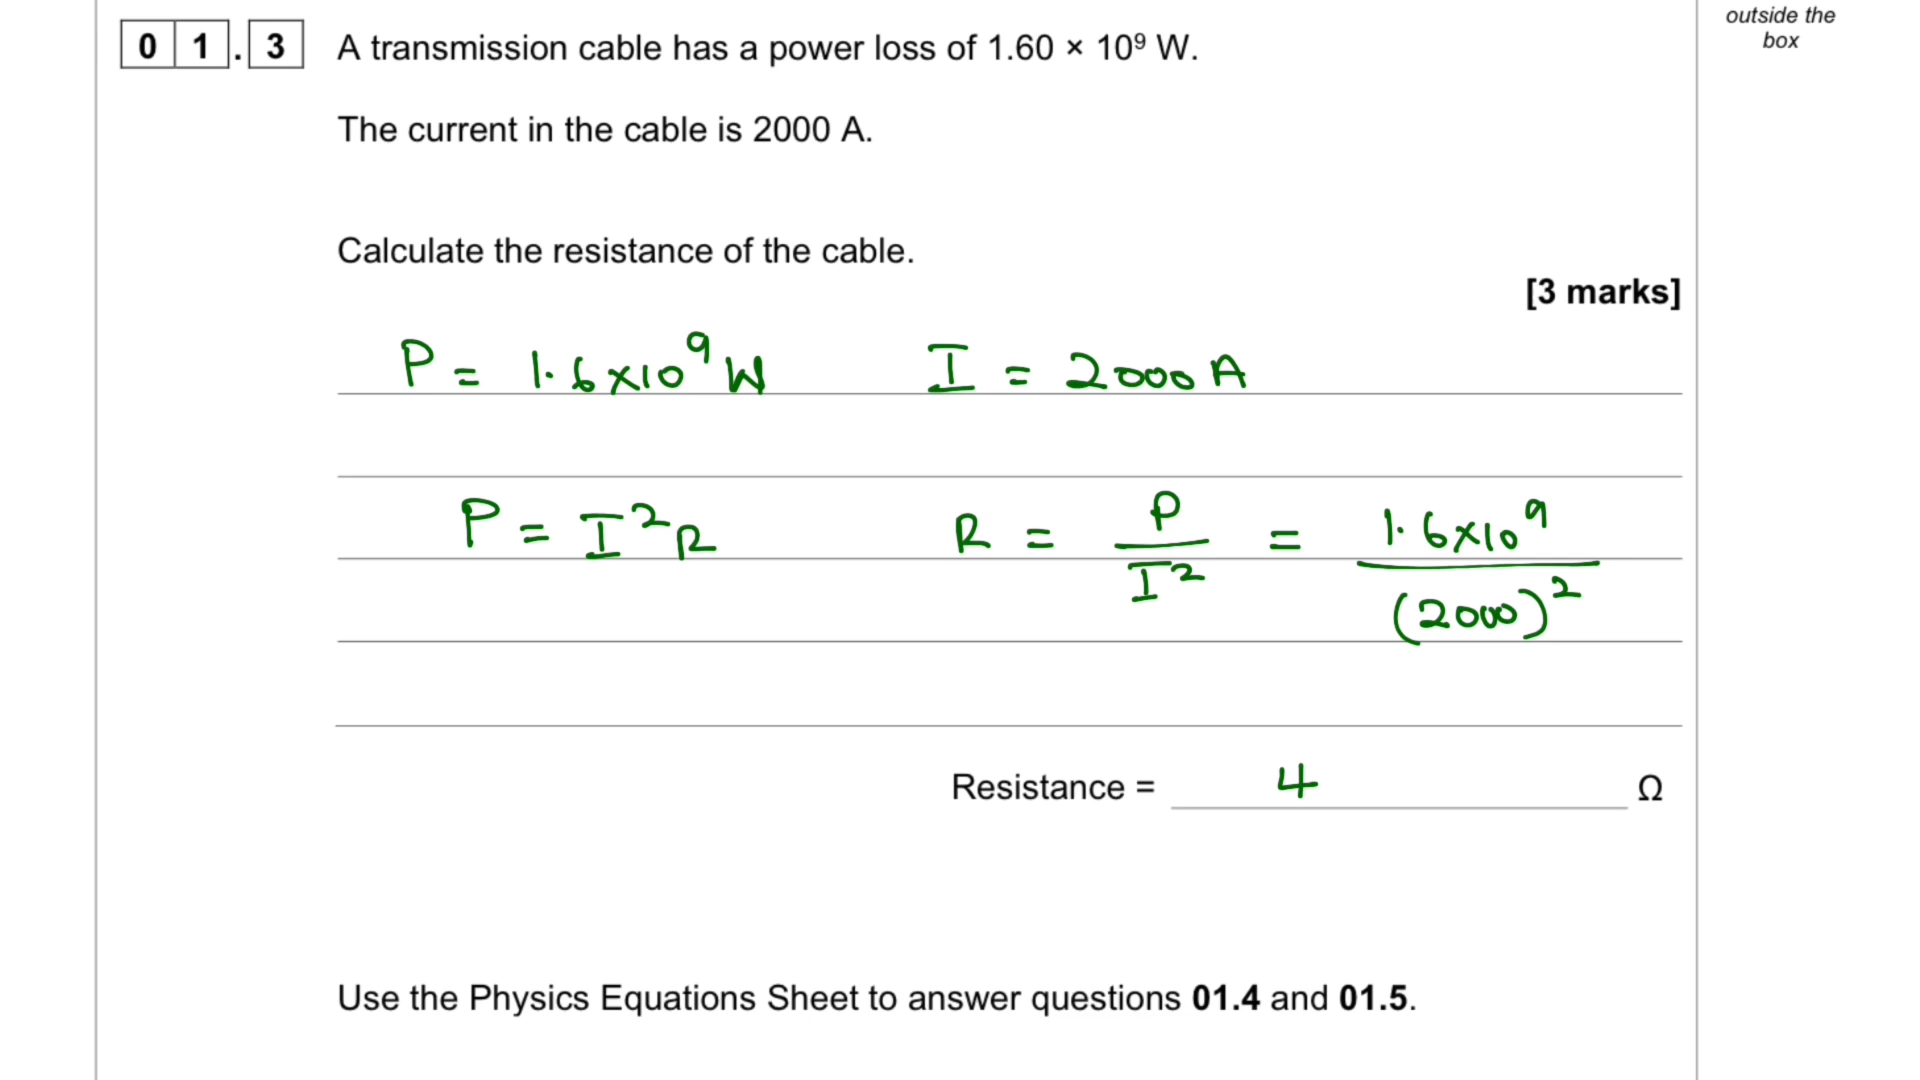 outside the
box
0 1 . 3 A transmission cable has a power loss of 1.60 × 10⁹ W.
The current in the cable is 2000 A.
Calculate the resistance of the cable.
[3 marks]
P = 1.6×10⁹ W I = 2000 A
P = I²R R = P/I² = 1.6×10⁹/(2000)²
Resistance = 4 Ω
Use the Physics Equations Sheet to answer questions 01.4 and 01.5.